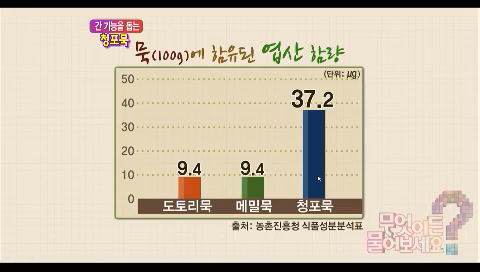 간 기능을 돕는
청포묵
묵(100g)에 함유된 엽산 함량
(단위: ㎍)
50
40
30
20
10
0
9.4
9.4
37.2
도토리묵
메밀묵
청포묵
출처: 농촌진흥청 식품성분분석표
무엇이든
물어보세요
?